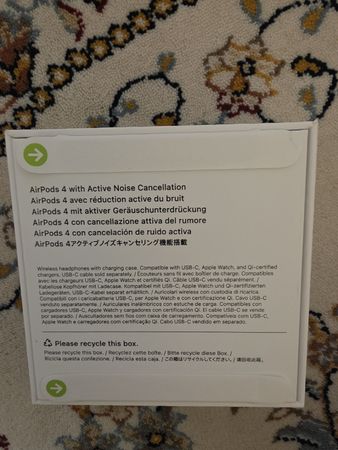 AirPods 4 with Active Noise Cancellation
AirPods 4 avec réduction active du bruit
AirPods 4 mit aktiver Geräuschunterdrückung
AirPods 4 con cancellazione attiva del rumore
AirPods 4 con cancelación de ruido activa
AirPods 4アクティブノイズキャンセリング機能搭載
Wireless headphones with charging case. Compatible with USB-C, Apple Watch, and Qi-certified
chargers. USB-C cable sold separately. / Écouteurs sans fil avec boîtier de charge. Compatibles
avec les chargeurs USB-C, Apple Watch et certifiés Qi. Câble USB-C vendu séparément. /
Kabellose Kopfhörer mit Ladecase. Kompatibel mit USB-C, Apple Watch und Qi-zertifizierten
Ladegeräten. USB-C-Kabel separat erhältlich. / Auricolari wireless con custodia di ricarica.
Compatibili con i caricabatterie USB-C, per Apple Watch e con certificazione Qi. Cavo USB-C
venduto separatamente. / Auriculares inalámbricos con estuche de carga. Compatibles con
cargadores USB-C, Apple Watch y cargadores con certificación Qi. El cable USB-C se vende
por separado. / Auscultadores sem fios com caixa de carregamento. Compatíveis com USB-C,
Apple Watch e carregadores com certificação Qi. Cabo USB-C vendido em separado.
Please recycle this box.
Please recycle this box. / Recyclez cette boîte. / Bitte recycle diese Box. /
Ricicla questa confezione. / Recicla esta caja. / この箱はリサイクルしてください。/ 請回收此箱。